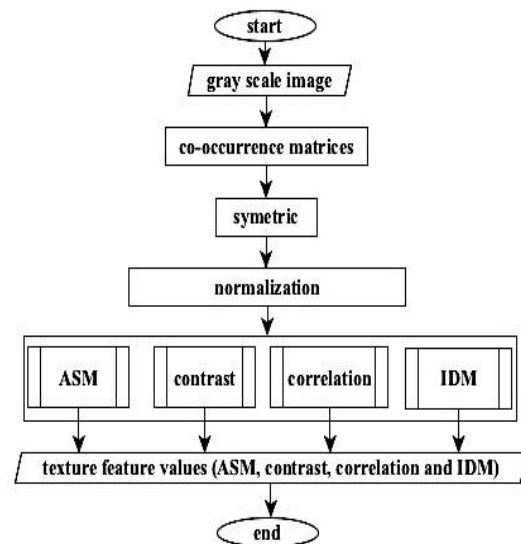 start
gray scale image
co-occurrence matrices
symetric
normalization
ASM
contrast
correlation
IDM
texture feature values (ASM, contrast, correlation and IDM)
end